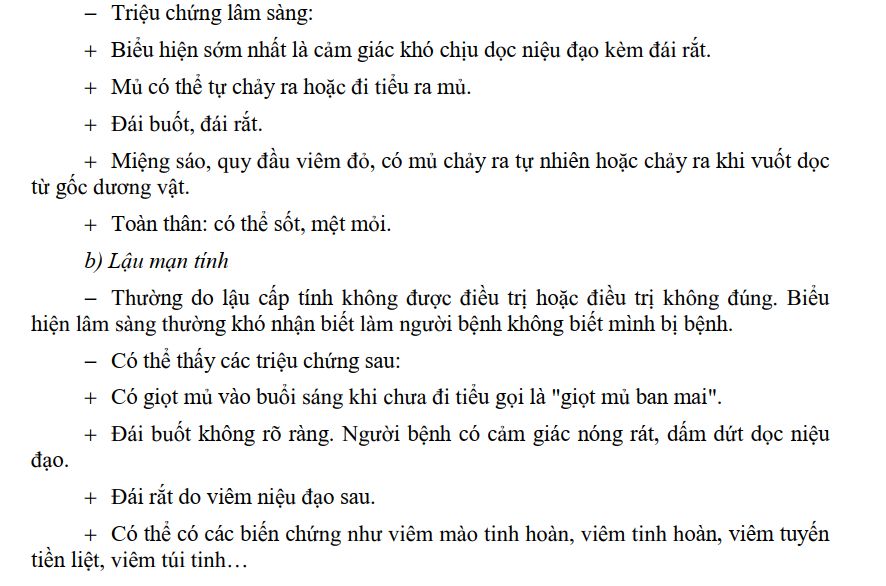 − Triệu chứng lâm sàng:
+ Biểu hiện sớm nhất là cảm giác khó chịu dọc niệu đạo kèm đái rắt.
+ Mủ có thể tự chảy ra hoặc đi tiểu ra mủ.
+ Đái buốt, đái rắt.
+ Miệng sáo, quy đầu viêm đỏ, có mủ chảy ra tự nhiên hoặc chảy ra khi vuốt dọc
từ gốc dương vật.
+ Toàn thân: có thể sốt, mệt mỏi.
b) Lậu mạn tính
− Thường do lậu cấp tính không được điều trị hoặc điều trị không đúng. Biểu
hiện lâm sàng thường khó nhận biết làm người bệnh không biết mình bị bệnh.
− Có thể thấy các triệu chứng sau:
+ Có giọt mủ vào buổi sáng khi chưa đi tiểu gọi là "giọt mủ ban mai".
+ Đái buốt không rõ ràng. Người bệnh có cảm giác nóng rát, dấm dứt dọc niệu
đạo.
+ Đái rắt do viêm niệu đạo sau.
+ Có thể có các biến chứng như viêm mào tinh hoàn, viêm tinh hoàn, viêm tuyến
tiền liệt, viêm túi tinh…